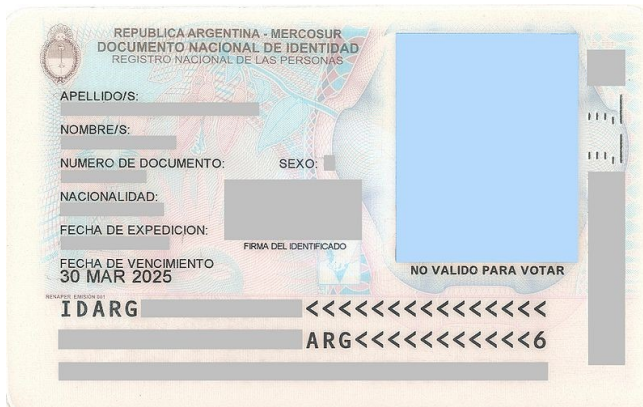 REPUBLICA ARGENTINA - MERCOSUR
DOCUMENTO NACIONAL DE IDENTIDAD
REGISTRO NACIONAL DE LAS PERSONAS
APELLIDO/S:
NOMBRE/S:
NUMERO DE DOCUMENTO: SEXO:
NACIONALIDAD:
FECHA DE EXPEDICION:
FIRMA DEL IDENTIFICADO
FECHA DE VENCIMIENTO
30 MAR 2025
NO VALIDO PARA VOTAR
RENAPER EMISIÓN 001
IDARG <<<<<<<<<<<<<<<
ARG<<<<<<<<<<<6